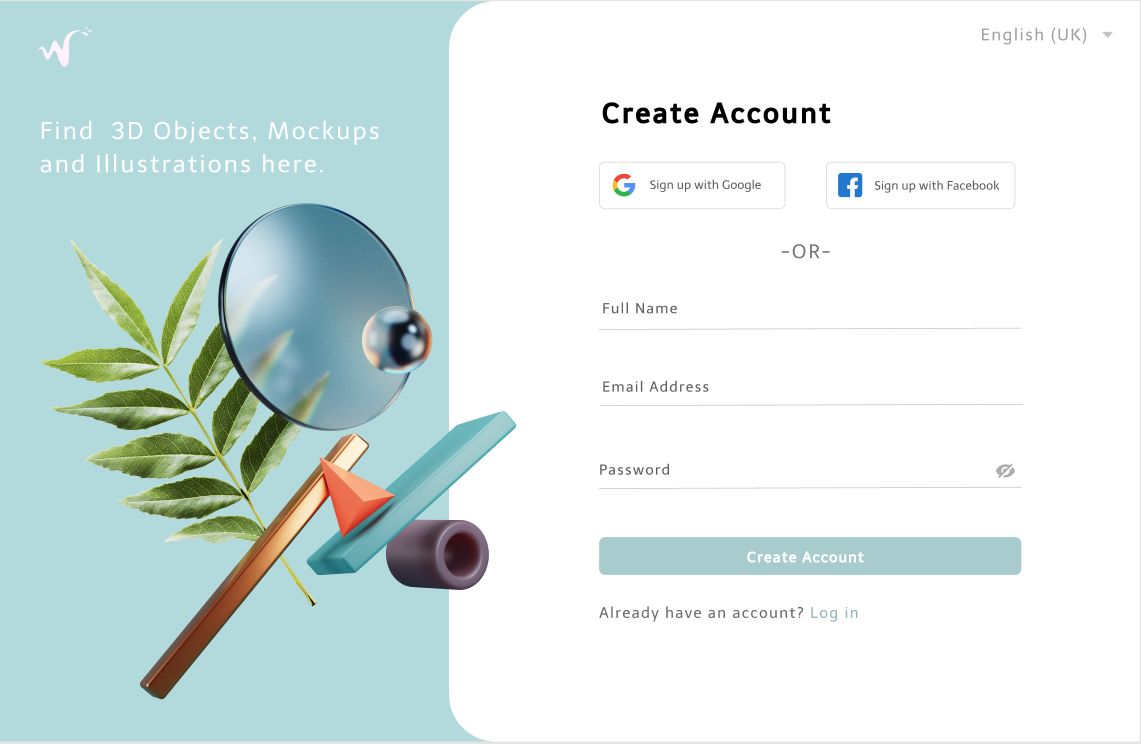 English (UK)
Find 3D Objects, Mockups
and Illustrations here.
Create Account
Sign up with Google
Sign up with Facebook
-OR-
Full Name
Email Address
Password
Create Account
Already have an account? Log in